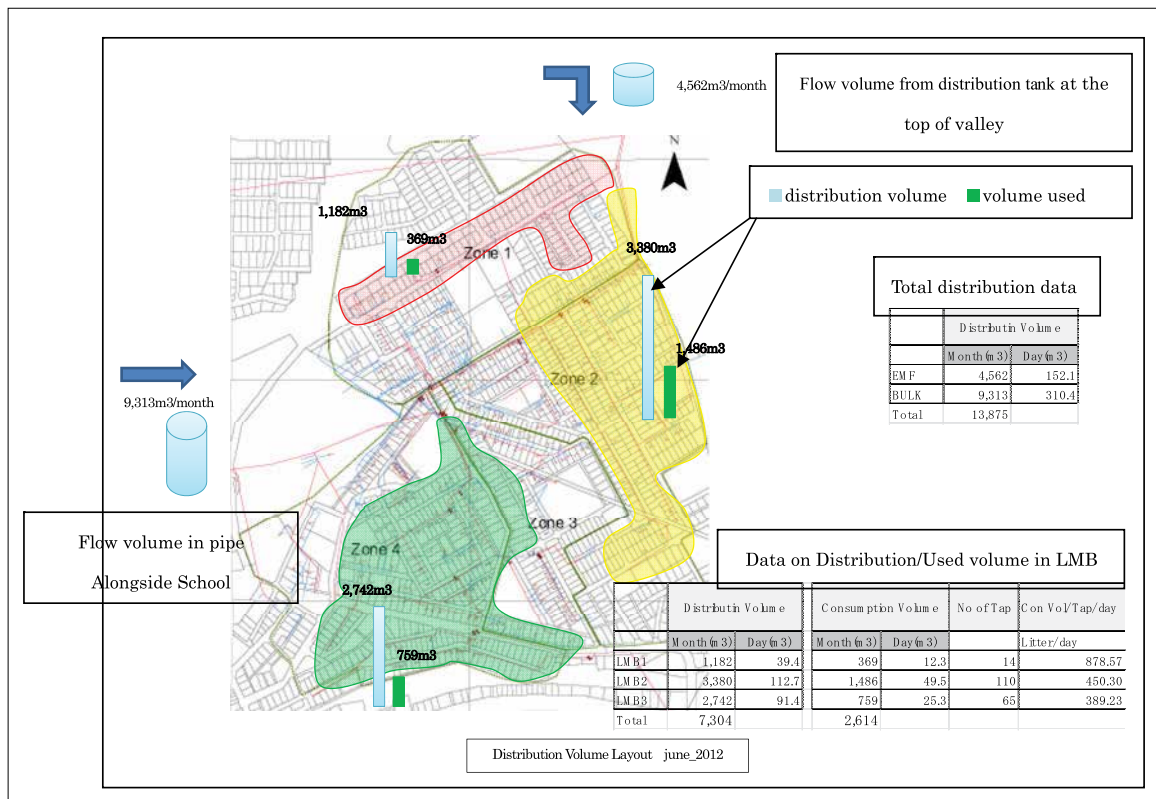 4,562m3/month
Flow volume from distribution tank at the
top of valley
N
distribution volume
volume used
1,182m3
369m3
Zone 1
3,380m3
1,486m3
Zone 2
Total distribution data
Distributin Volume
Month(m3) Day(m3)
EMF 4,562 152.1
BULK 9,313 310.4
Total 13,875
9,313m3/month
Flow volume in pipe
Alongside School
Zone 3
Zone 4
2,742m3
759m3
Data on Distribution/Used volume in LMB
Distributin Volume Consumption Volume No of Tap Con Vol/Tap/day
Month(m3) Day(m3) Month(m3) Day(m3) Litter/day
LMB1 1,182 39.4 369 12.3 14 878.57
LMB2 3,380 112.7 1,486 49.5 110 450.30
LMB3 2,742 91.4 759 25.3 65 389.23
Total 7,304 2,614
Distribution Volume Layout june_2012